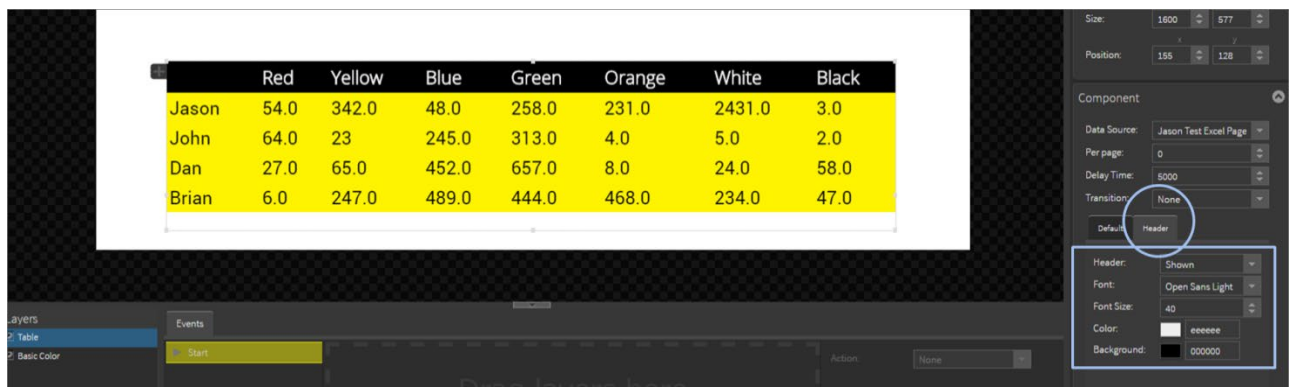 Size: 1600 577
x y
Position: 155 128
Red Yellow Blue Green Orange White Black
Jason 54.0 342.0 48.0 258.0 231.0 2431.0 3.0
John 64.0 23 245.0 313.0 4.0 5.0 2.0
Dan 27.0 65.0 452.0 657.0 8.0 24.0 58.0
Brian 6.0 247.0 489.0 444.0 468.0 234.0 47.0
Component
Data Source: Jason Test Excel Page
Per page: 0
Delay Time: 5000
Transition: None
Default Header
Header: Shown
Font: Open Sans Light
Font Size: 40
Color: eeeeee
Background: 000000
Layers
Table
Basic Color
Events
Start
Drag layers here
Action: None